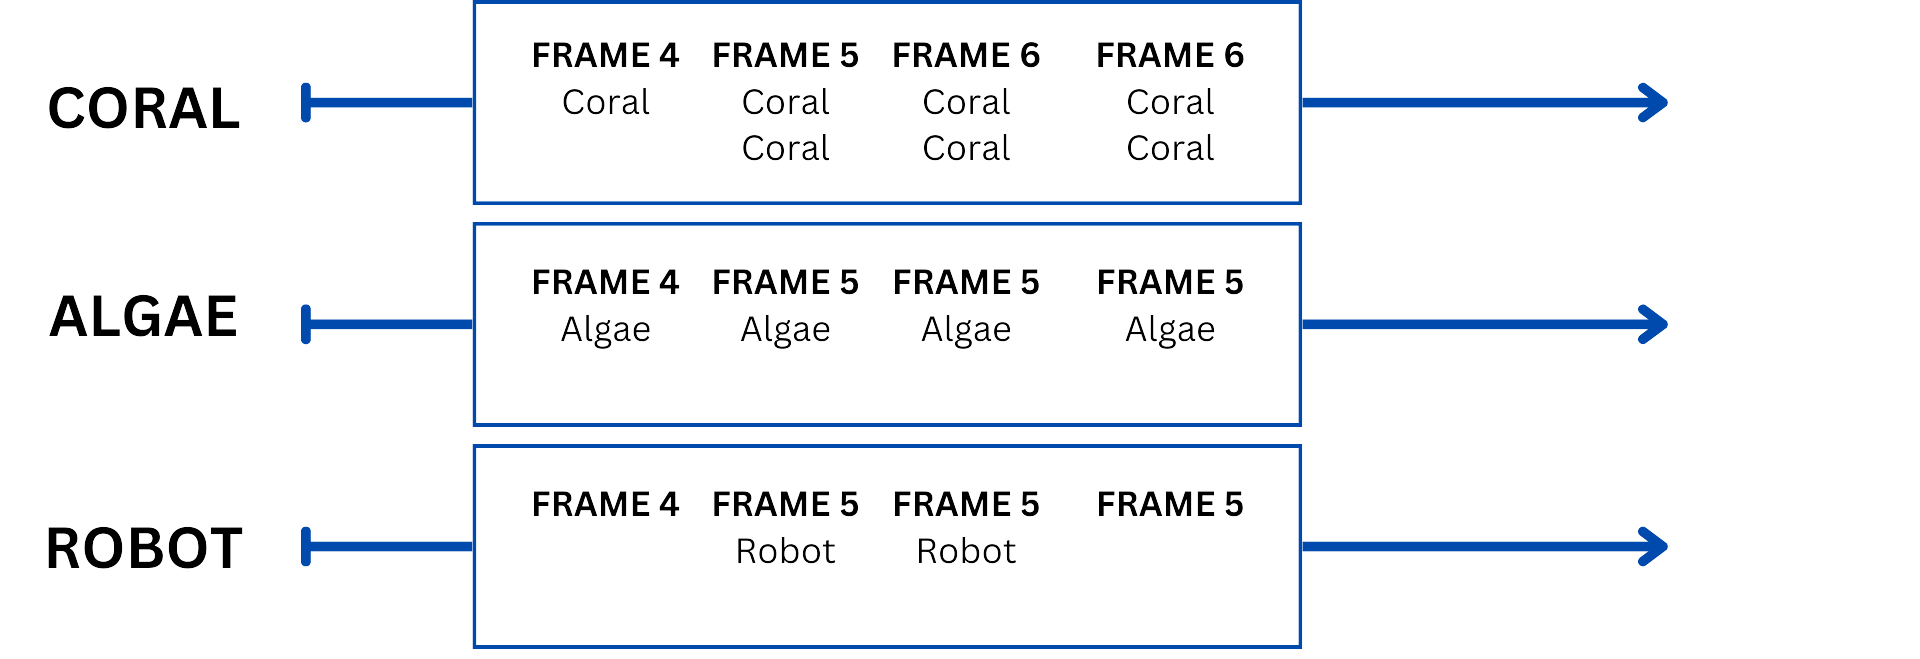 CORAL
FRAME 4 FRAME 5 FRAME 6 FRAME 6
Coral Coral Coral Coral
Coral Coral Coral
ALGAE
FRAME 4 FRAME 5 FRAME 5 FRAME 5
Algae Algae Algae Algae
ROBOT
FRAME 4 FRAME 5 FRAME 5 FRAME 5
Robot Robot